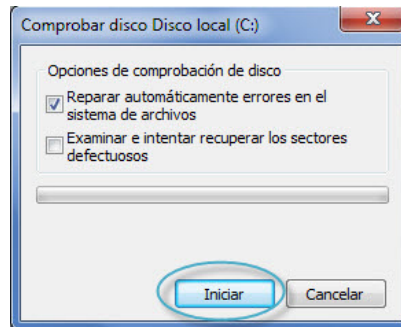 Comprobar disco Disco local (C:)
Opciones de comprobación de disco
Reparar automáticamente errores en el
sistema de archivos
Examinar e intentar recuperar los sectores
defectuosos
Iniciar
Cancelar